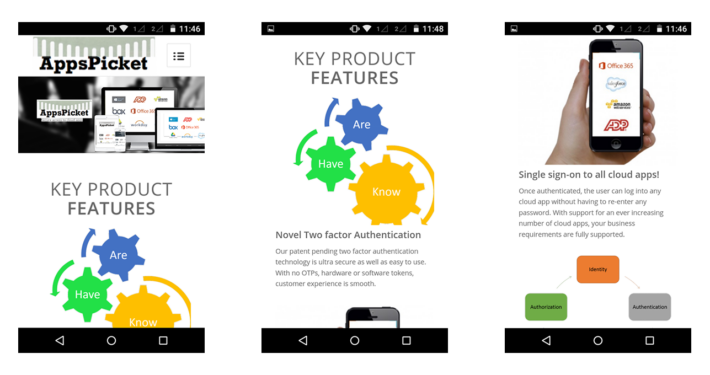 11:46
AppsPicket
AppsPicket
ADP
box
Office 365
KEY PRODUCT
FEATURES
Are
Have
Know
11:48
KEY PRODUCT
FEATURES
Are
Have
Know
Novel Two factor Authentication
Our patent pending two factor authentication
technology is ultra secure as well as easy to use.
With no OTPs, hardware or software tokens,
customer experience is smooth.
11:46
Office 365
salesforce
amazon
ADP
Single sign-on to all cloud apps!
Once authenticated, the user can log into any
cloud app without having to re-enter any
password. With support for an ever increasing
number of cloud apps, your business
requirements are fully supported.
Identity
Authorization
Authentication